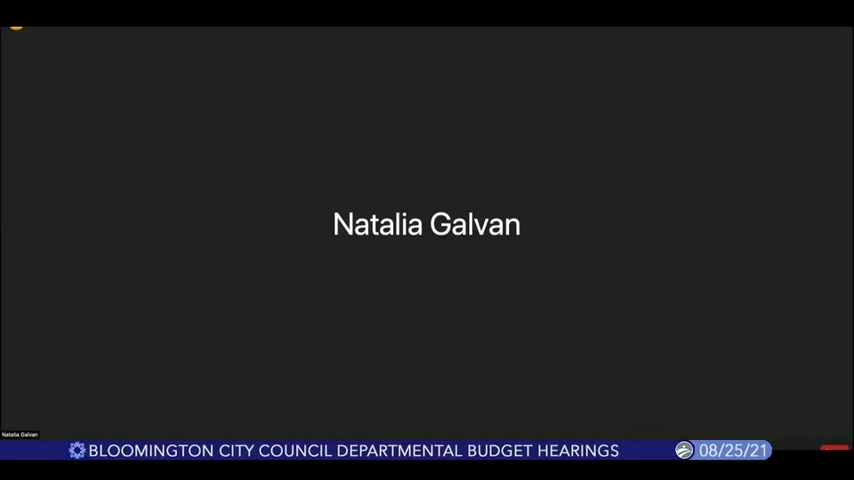 Natalia Galvan
Natalia Galvan
BLOOMINGTON CITY COUNCIL DEPARTMENTAL BUDGET HEARINGS 08/25/21